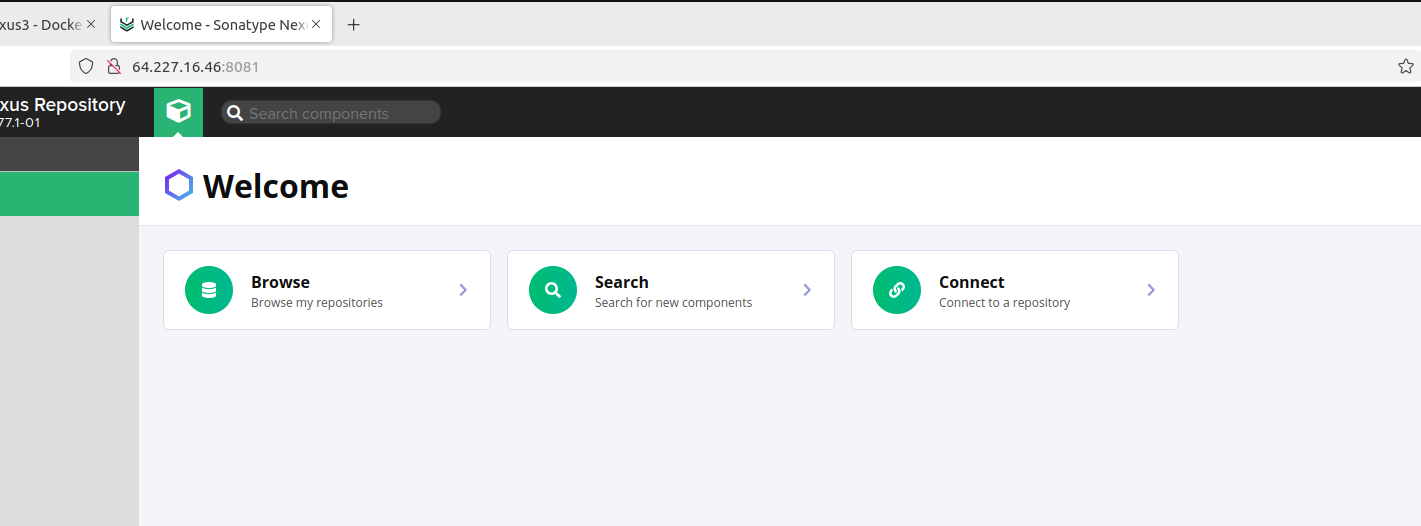 xus3 - Docke
Welcome - Sonatype Nex
64.227.16.46:8081
xus Repository
77.1-01
Search components
Welcome
Browse
Browse my repositories
Search
Search for new components
Connect
Connect to a repository